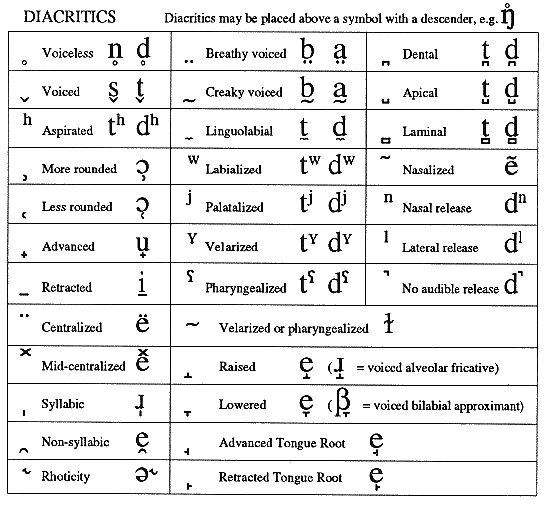 DIACRITICS Diacritics may be placed above a symbol with a descender, e.g. ŋ̊
̥ Voiceless n̥ d̥ ̤ Breathy voiced b̤ a̤ ̪ Dental t̪ d̪
̬ Voiced s̬ t̬ ̰ Creaky voiced b̰ a̰ ̺ Apical t̺ d̺
ʰ Aspirated tʰ dʰ ̼ Linguolabial t̼ d̼ ̻ Laminal t̻ d̻
̹ More rounded ɔ̹ ʷ Labialized tʷ dʷ ̃ Nasalized ẽ
̜ Less rounded ɔ̜ ʲ Palatalized tʲ dʲ ⁿ Nasal release dⁿ
̟ Advanced u̟ ˠ Velarized tˠ dˠ ˡ Lateral release dˡ
̠ Retracted i̠ ˤ Pharyngealized tˤ dˤ ̚ No audible release d̚
̈ Centralized ë ̴ Velarized or pharyngealized ɫ
̽ Mid-centralized e̽ ̝ Raised e̝ (ɹ̝ = voiced alveolar fricative)
̩ Syllabic ɹ̩ ̞ Lowered e̞ (β̞ = voiced bilabial approximant)
̯ Non-syllabic e̯ ̘ Advanced Tongue Root e̘
˞ Rhoticity ə˞ ̙ Retracted Tongue Root e̙